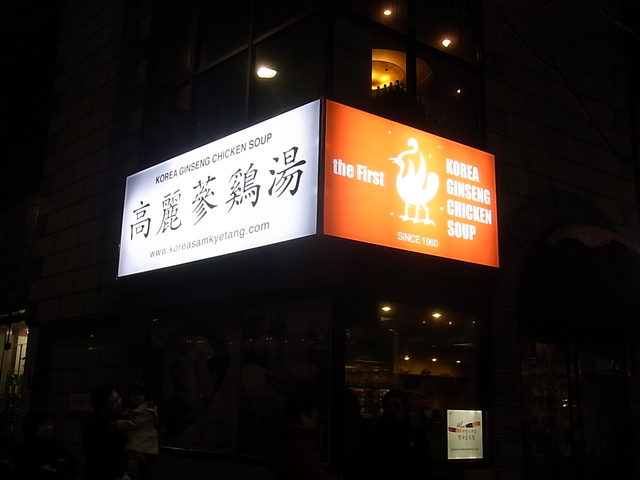 KOREA GINSENG CHICKEN SOUP
高麗蔘鷄湯
www.koreasamkyetang.com
the First
KOREA
GINSENG
CHICKEN
SOUP
SINCE 1960